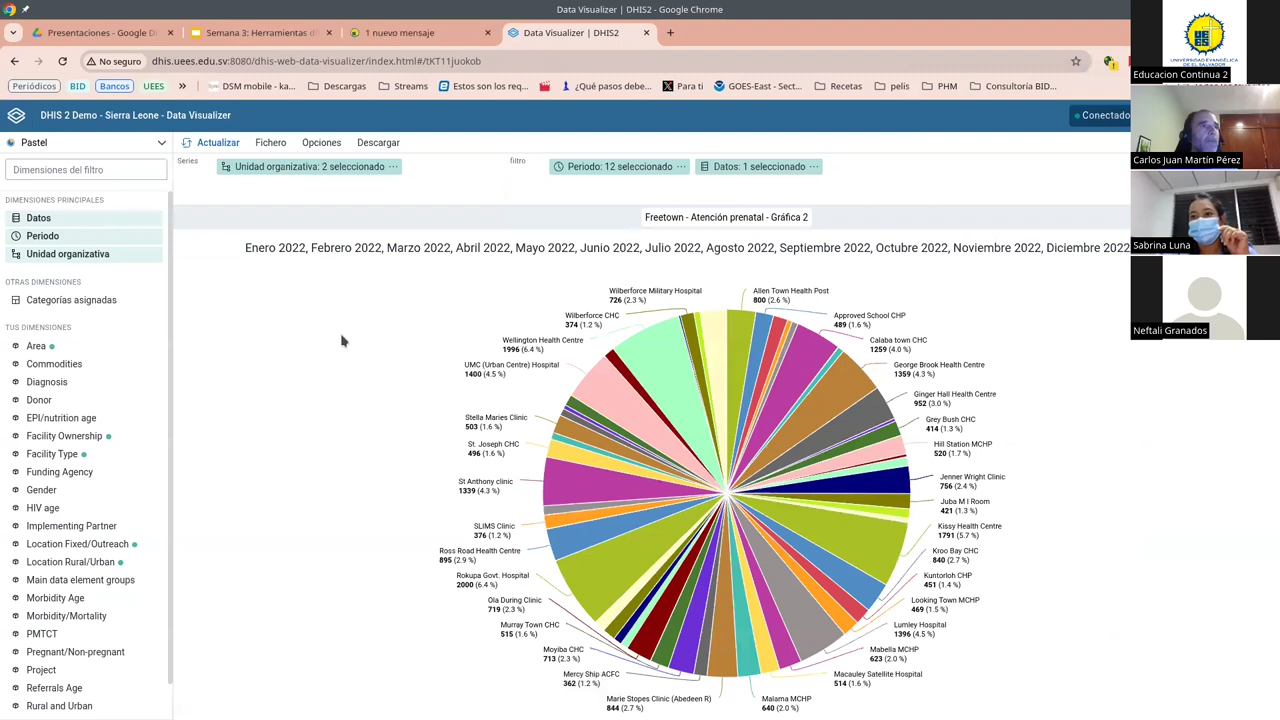 Data Visualizer | DHIS2 - Google Chrome
Presentaciones - Google Di
Semana 3: Herramientas d
1 nuevo mensaje
Data Visualizer | DHIS2
No seguro
dhis.uees.edu.sv:8080/dhis-web-data-visualizer/index.html#/tKT11juokob
Periódicos
BID
Bancos
UEES
DSM mobile - ca...
Descargas
Streams
Estos son los req...
¿Qué pasos debe...
Para ti
GOES-East - Sect...
Recetas
pelis
PHM
Consultoría BID...
DHIS 2 Demo - Sierra Leone - Data Visualizer
Conectado
Pastel
Actualizar
Fichero
Opciones
Descargar
Dimensiones del filtro
Series
Unidad organizativa: 2 seleccionado
filtro
Periodo: 12 seleccionado
Datos: 1 seleccionado
DIMENSIONES PRINCIPALES
Datos
Periodo
Unidad organizativa
OTRAS DIMENSIONES
Categorías asignadas
TUS DIMENSIONES
Area
Commodities
Diagnosis
Donor
EPI/nutrition age
Facility Ownership
Facility Type
Funding Agency
Gender
HIV age
Implementing Partner
Location Fixed/Outreach
Location Rural/Urban
Main data element groups
Morbidity Age
Morbidity/Mortality
PMTCT
Pregnant/Non-pregnant
Project
Referrals Age
Rural and Urban
Freetown - Atención prenatal - Gráfica 2
Enero 2022, Febrero 2022, Marzo 2022, Abril 2022, Mayo 2022, Junio 2022, Julio 2022, Agosto 2022, Septiembre 2022, Octubre 2022, Noviembre 2022, Diciembre 2022
Wilberforce Military Hospital
726 (2.3 %)
Wilberforce CHC
374 (1.2 %)
Wellington Health Centre
1996 (6.4 %)
UMC (Urban Centre) Hospital
1400 (4.5 %)
Stella Maries Clinic
503 (1.6 %)
St. Joseph CHC
496 (1.6 %)
St Anthony clinic
1339 (4.3 %)
SLIMS Clinic
376 (1.2 %)
Ross Road Health Centre
895 (2.9 %)
Rokupa Govt. Hospital
2000 (6.4 %)
Ola During Clinic
719 (2.3 %)
Murray Town CHC
515 (1.6 %)
Moyiba CHC
713 (2.3 %)
Mercy Ship ACFC
362 (1.2 %)
Marie Stopes Clinic (Abedeen R)
844 (2.7 %)
Allen Town Health Post
800 (2.6 %)
Approved School CHP
489 (1.6 %)
Calaba town CHC
1259 (4.0 %)
George Brook Health Centre
1359 (4.3 %)
Ginger Hall Health Centre
952 (3.0 %)
Grey Bush CHC
414 (1.3 %)
Hill Station MCHP
520 (1.7 %)
Jenner Wright Clinic
756 (2.4 %)
Juba M I Room
421 (1.3 %)
Kissy Health Centre
1791 (5.7 %)
Kroo Bay CHC
840 (2.7 %)
Kuntorloh CHP
451 (1.4 %)
Looking Town MCHP
469 (1.5 %)
Lumley Hospital
1396 (4.5 %)
Mabella MCHP
623 (2.0 %)
Macauley Satellite Hospital
514 (1.6 %)
Malama MCHP
640 (2.0 %)
UEES
UNIVERSIDAD EVANGÉLICA
DE EL SALVADOR
Educacion Continua 2
Carlos Juan Martín Pérez
Sabrina Luna
Neftali Granados